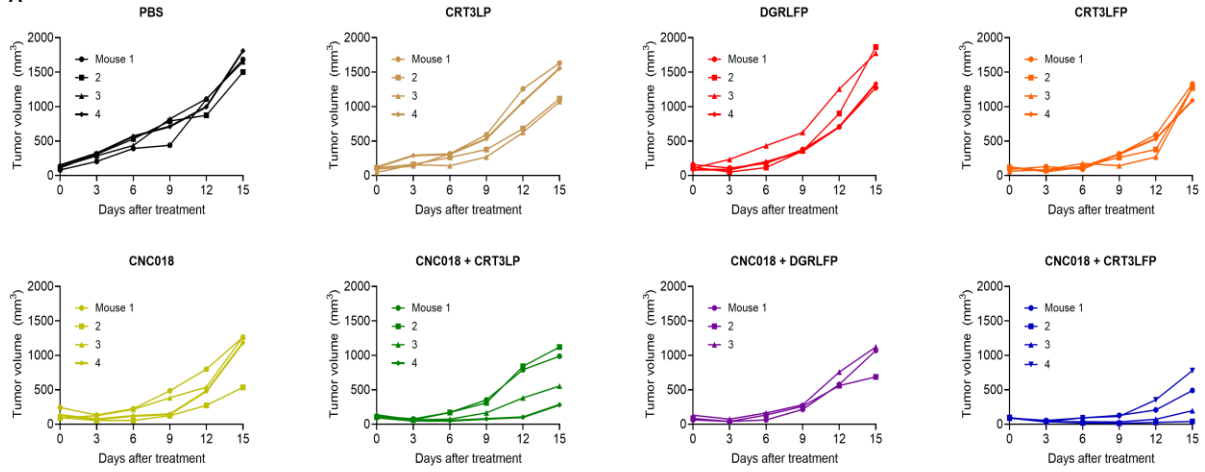 A
PBS
Tumor volume (mm³)
2000
1500
1000
500
0
Mouse 1
2
3
4
0 3 6 9 12 15
Days after treatment
CRT3LP
Tumor volume (mm³)
2000
1500
1000
500
0
Mouse 1
2
3
4
0 3 6 9 12 15
Days after treatment
DGRLFP
Tumor volume (mm³)
2000
1500
1000
500
0
Mouse 1
2
3
4
0 3 6 9 12 15
Days after treatment
CRT3LFP
Tumor volume (mm³)
2000
1500
1000
500
0
Mouse 1
2
3
4
0 3 6 9 12 15
Days after treatment
CNC018
Tumor volume (mm³)
2000
1500
1000
500
0
Mouse 1
2
3
4
0 3 6 9 12 15
Days after treatment
CNC018 + CRT3LP
Tumor volume (mm³)
2000
1500
1000
500
0
Mouse 1
2
3
4
0 3 6 9 12 15
Days after treatment
CNC018 + DGRLFP
Tumor volume (mm³)
2000
1500
1000
500
0
Mouse 1
2
3
0 3 6 9 12 15
Days after treatment
CNC018 + CRT3LFP
Tumor volume (mm³)
2000
1500
1000
500
0
Mouse 1
2
3
4
0 3 6 9 12 15
Days after treatment